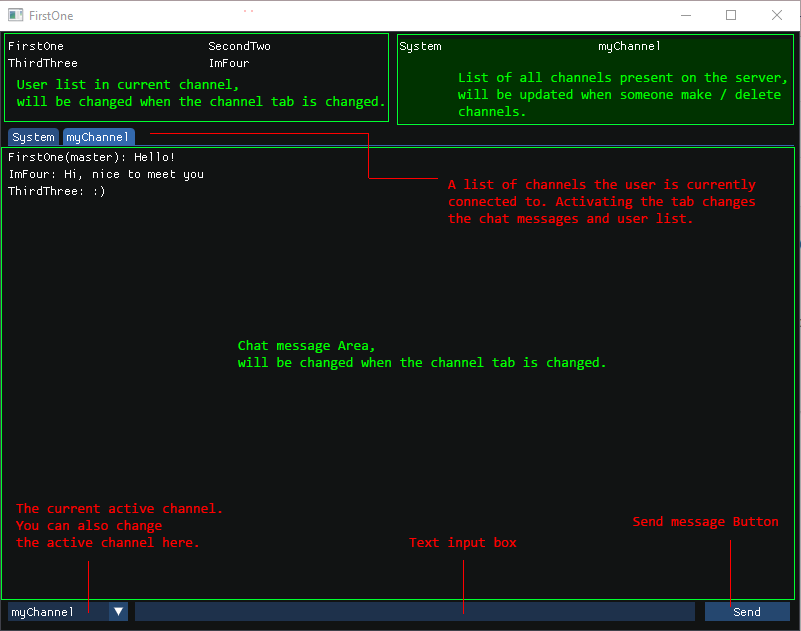 FirstOne
FirstOne SecondTwo
ThirdThree ImFour
User list in current channel,
will be changed when the channel tab is changed.
System myChannel
List of all channels present on the server,
will be updated when someone make / delete
channels.
System myChannel
FirstOne(master): Hello!
ImFour: Hi, nice to meet you
ThirdThree: :)
A list of channels the user is currently
connected to. Activating the tab changes
the chat messages and user list.
Chat message Area,
will be changed when the channel tab is changed.
The current active channel.
You can also change
the active channel here.
Text input box
Send message Button
myChannel
Send